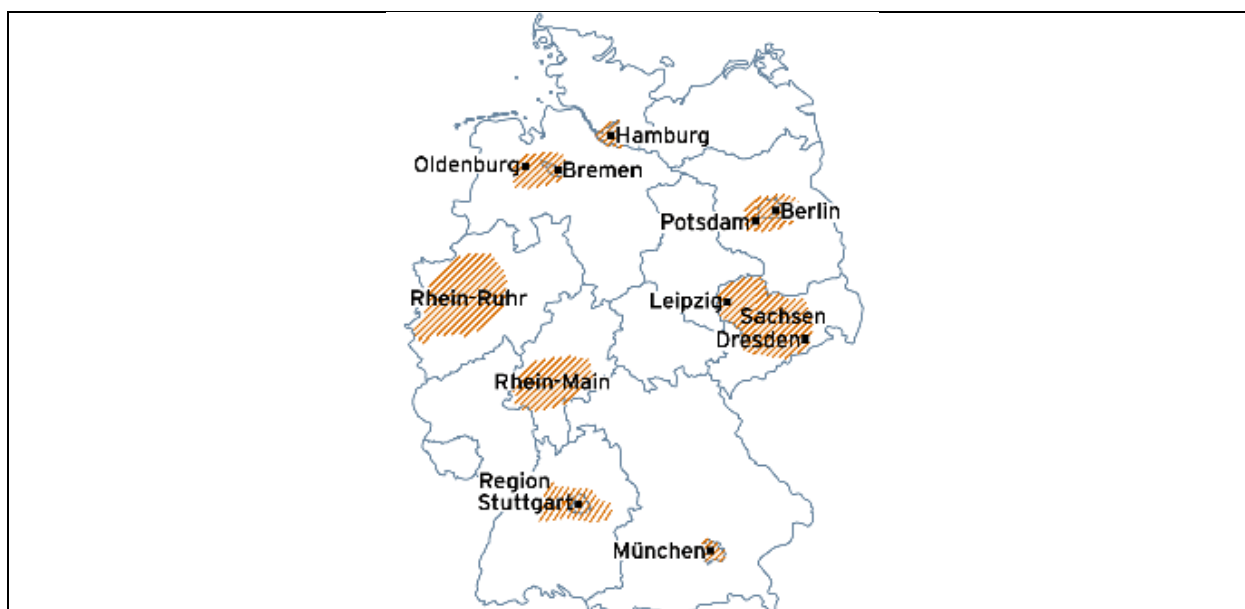 Hamburg
Oldenburg
Bremen
Berlin
Potsdam
Rhein-Ruhr
Leipzig
Sachsen
Dresden
Rhein-Main
Region
Stuttgart
München